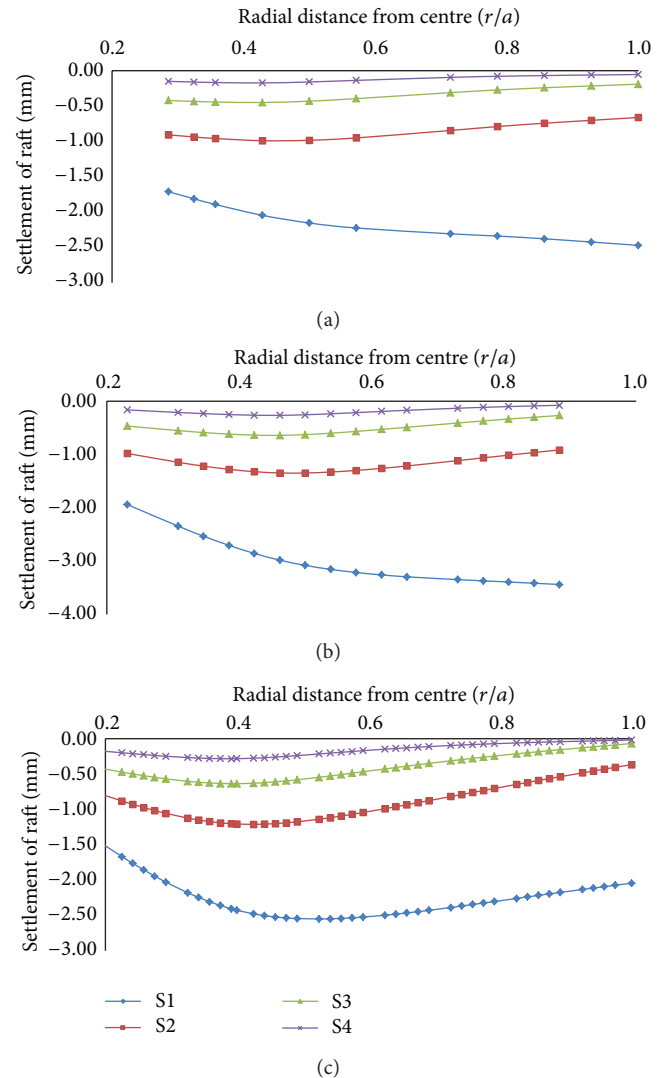 Radial distance from centre (r/a)
0.2 0.4 0.6 0.8 1.0
0.00
−0.50
−1.00
−1.50
−2.00
−2.50
−3.00
Settlement of raft (mm)
(a)
Radial distance from centre (r/a)
0.2 0.4 0.6 0.8 1.0
0.00
−1.00
−2.00
−3.00
−4.00
Settlement of raft (mm)
(b)
Radial distance from centre (r/a)
0.2 0.4 0.6 0.8 1.0
0.00
−0.50
−1.00
−1.50
−2.00
−2.50
−3.00
Settlement of raft (mm)
S1 S3
S2 S4
(c)